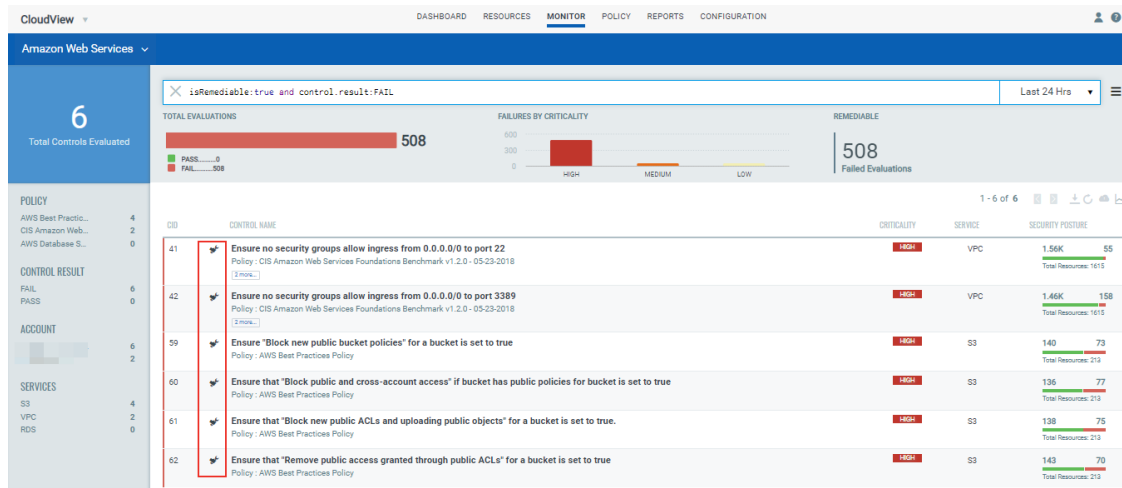 CloudView
DASHBOARD RESOURCES MONITOR POLICY REPORTS CONFIGURATION
Amazon Web Services
6
Total Controls Evaluated
isRemediable:true and control.result:FAIL
Last 24 Hrs
TOTAL EVALUATIONS
508
PASS.........0
FAIL.........508
FAILURES BY CRITICALITY
600
300
0
HIGH MEDIUM LOW
REMEDIABLE
508
Failed Evaluations
1 - 6 of 6
POLICY
AWS Best Practic... 4
CIS Amazon Web... 2
AWS Database S... 0
CONTROL RESULT
FAIL 6
PASS 0
ACCOUNT
6
2
SERVICES
S3 4
VPC 2
RDS 0
CID CONTROL NAME CRITICALITY SERVICE SECURITY POSTURE
41 Ensure no security groups allow ingress from 0.0.0.0/0 to port 22 HIGH VPC 1.56K 55
Policy : CIS Amazon Web Services Foundations Benchmark v1.2.0 - 05-23-2018
Total Resources: 1615
2 more...
42 Ensure no security groups allow ingress from 0.0.0.0/0 to port 3389 HIGH VPC 1.46K 158
Policy : CIS Amazon Web Services Foundations Benchmark v1.2.0 - 05-23-2018
Total Resources: 1615
2 more...
59 Ensure "Block new public bucket policies" for a bucket is set to true HIGH S3 140 73
Policy : AWS Best Practices Policy
Total Resources: 213
60 Ensure that "Block public and cross-account access" if bucket has public policies for bucket is set to true HIGH S3 136 77
Policy : AWS Best Practices Policy
Total Resources: 213
61 Ensure that "Block new public ACLs and uploading public objects" for a bucket is set to true. HIGH S3 138 75
Policy : AWS Best Practices Policy
Total Resources: 213
62 Ensure that "Remove public access granted through public ACLs" for a bucket is set to true HIGH S3 143 70
Policy : AWS Best Practices Policy
Total Resources: 213